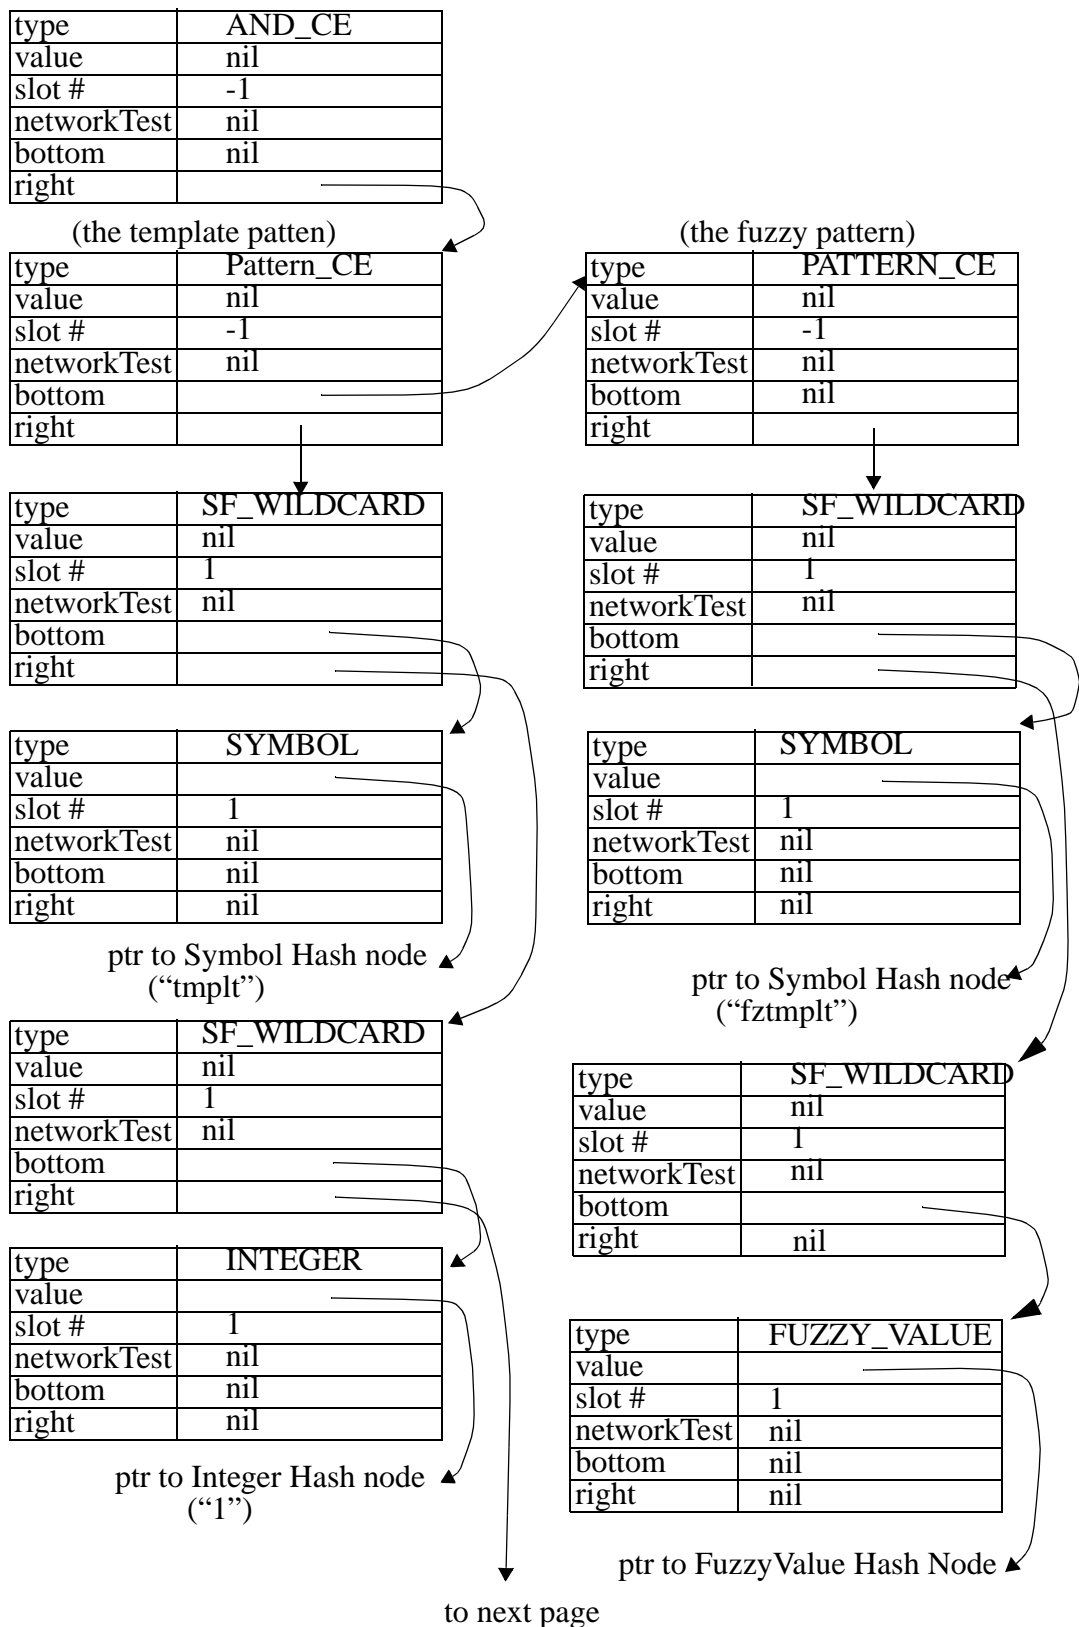 type AND_CE
value nil
slot # -1
networkTest nil
bottom nil
right
(the template patten)
type Pattern_CE
value nil
slot # -1
networkTest nil
bottom
right
type SF_WILDCARD
value nil
slot # 1
networkTest nil
bottom
right
type SYMBOL
value
slot # 1
networkTest nil
bottom nil
right nil
ptr to Symbol Hash node
(“tmplt”)
type SF_WILDCARD
value nil
slot # 1
networkTest nil
bottom
right
type INTEGER
value
slot # 1
networkTest nil
bottom nil
right nil
ptr to Integer Hash node
(“1”)
(the fuzzy pattern)
type PATTERN_CE
value nil
slot # -1
networkTest nil
bottom nil
right
type SF_WILDCARD
value nil
slot # 1
networkTest nil
bottom
right
type SYMBOL
value
slot # 1
networkTest nil
bottom nil
right nil
ptr to Symbol Hash node
(“fztmplt”)
type SF_WILDCARD
value nil
slot # 1
networkTest nil
bottom
right nil
type FUZZY_VALUE
value
slot # 1
networkTest nil
bottom nil
right nil
ptr to FuzzyValue Hash Node
to next page